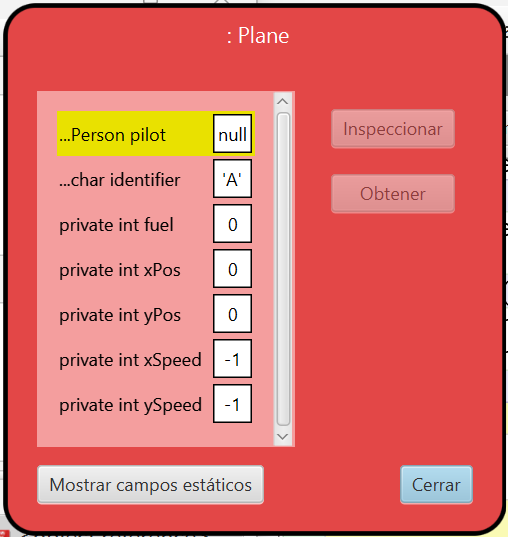 : Plane
...Person pilot null
Inspeccionar
...char identifier 'A'
Obtener
private int fuel 0
private int xPos 0
private int yPos 0
private int xSpeed -1
private int ySpeed -1
Mostrar campos estáticos
Cerrar